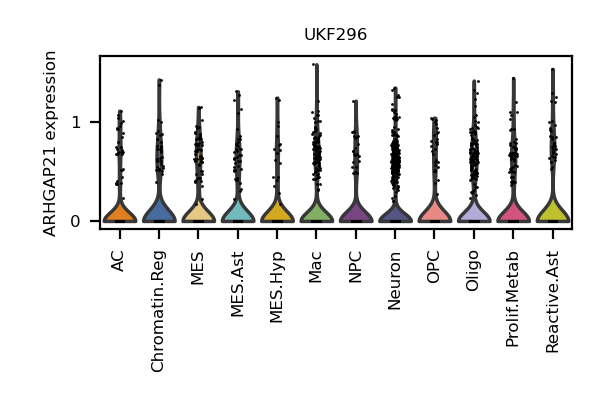 UKF296
ARHGAP21 expression
1
0
AC
Chromatin.Reg
MES
MES.Ast
MES.Hyp
Mac
NPC
Neuron
OPC
Oligo
Prolif.Metab
Reactive.Ast